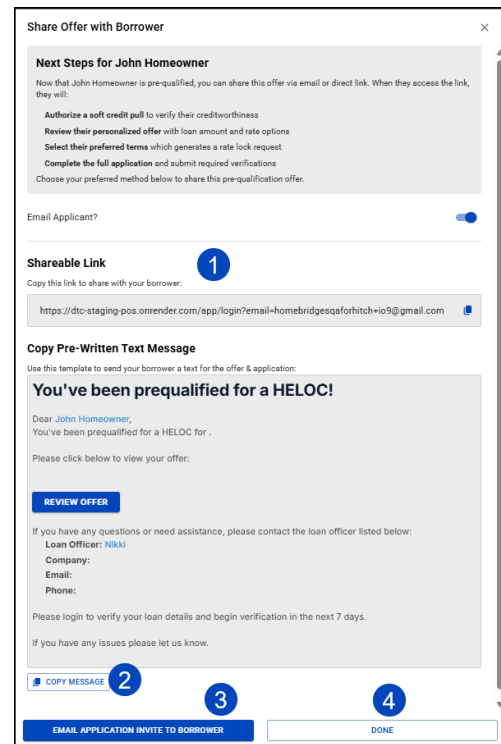 Share Offer with Borrower
Next Steps for John Homeowner
Now that John Homeowner is pre-qualified, you can share this offer via email or direct link. When they access the link,
they will:
Authorize a soft credit pull to verify their creditworthiness
Review their personalized offer with loan amount and rate options
Select their preferred terms which generates a rate lock request
Complete the full application and submit required verifications
Choose your preferred method below to share this pre-qualification offer.
Email Applicant?
Shareable Link
1
Copy this link to share with your borrower:
https://dtc-staging-pos.onrender.com/app/login?email=homebridgesqaforhitch+io9@gmail.com
Copy Pre-Written Text Message
Use this template to send your borrower a text for the offer & application:
You've been prequalified for a HELOC!
Dear John Homeowner,
You've been prequalified for a HELOC for .
Please click below to view your offer:
REVIEW OFFER
If you have any questions or need assistance, please contact the loan officer listed below:
Loan Officer: Nikki
Company:
Email:
Phone:
Please login to verify your loan details and begin verification in the next 7 days.
If you have any issues please let us know.
COPY MESSAGE
2
3
4
EMAIL APPLICATION INVITE TO BORROWER
DONE